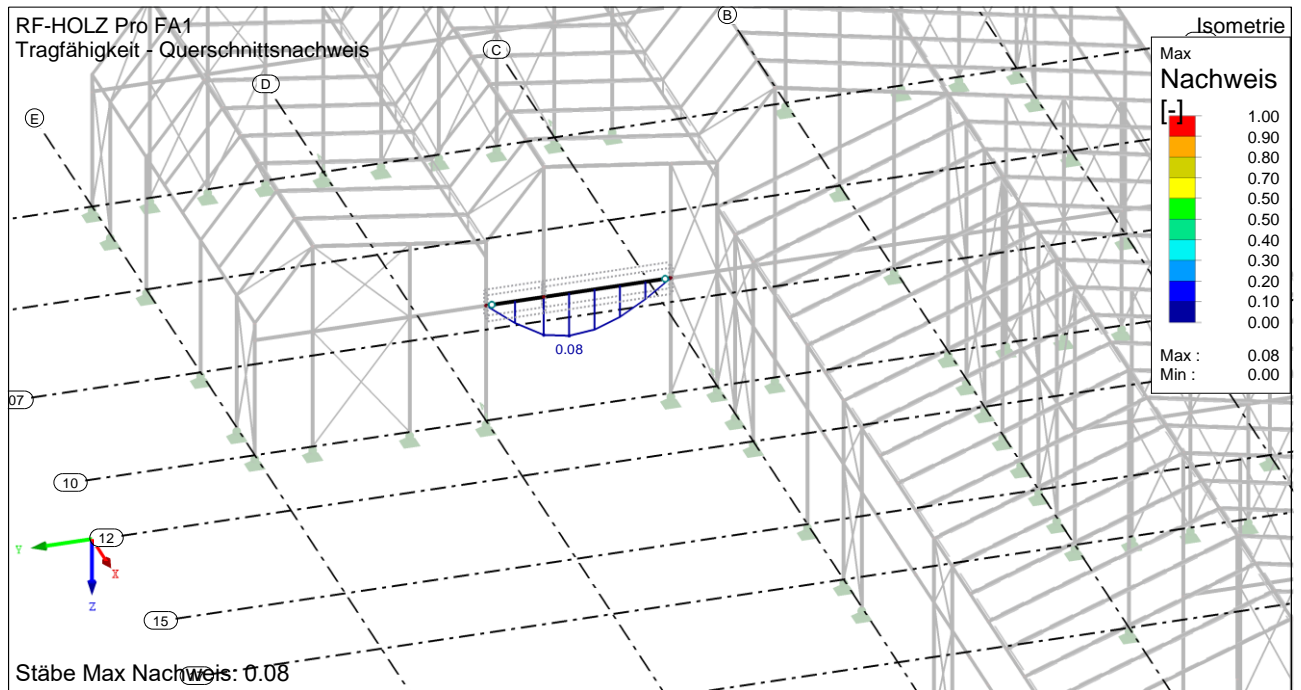 RF-HOLZ Pro FA1
Tragfähigkeit - Querschnittsnachweis
Isometrie
B
C
D
E
Max
Nachweis
[-]
1.00
0.90
0.80
0.70
0.50
0.50
0.40
0.30
0.20
0.10
0.00
Max : 0.08
Min : 0.00
0.08
07
10
12
15
Y
X
Z
Stäbe Max Nachweis: 0.08